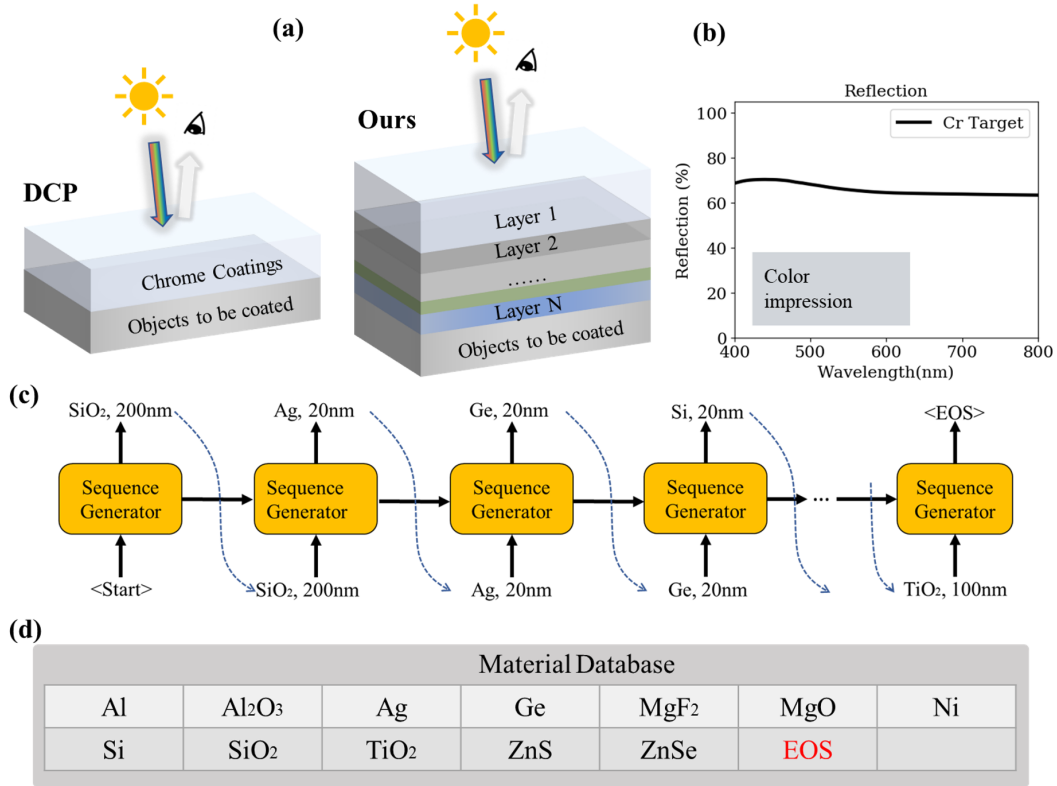 (a)
DCP
Chrome Coatings
Objects to be coated
Ours
Layer 1
Layer 2
......
Layer N
Objects to be coated
(b)
Reflection
Cr Target
Reflection (%)
100
80
60
40
20
0
Color
impression
400 500 600 700 800
Wavelength(nm)
(c)
SiO₂, 200nm Ag, 20nm Ge, 20nm Si, 20nm <EOS>
Sequence Generator
Sequence Generator
Sequence Generator
Sequence Generator
...
Sequence Generator
<Start> SiO₂, 200nm Ag, 20nm Ge, 20nm TiO₂, 100nm
(d)
Material Database
Al Al₂O₃ Ag Ge MgF₂ MgO Ni
Si SiO₂ TiO₂ ZnS ZnSe EOS